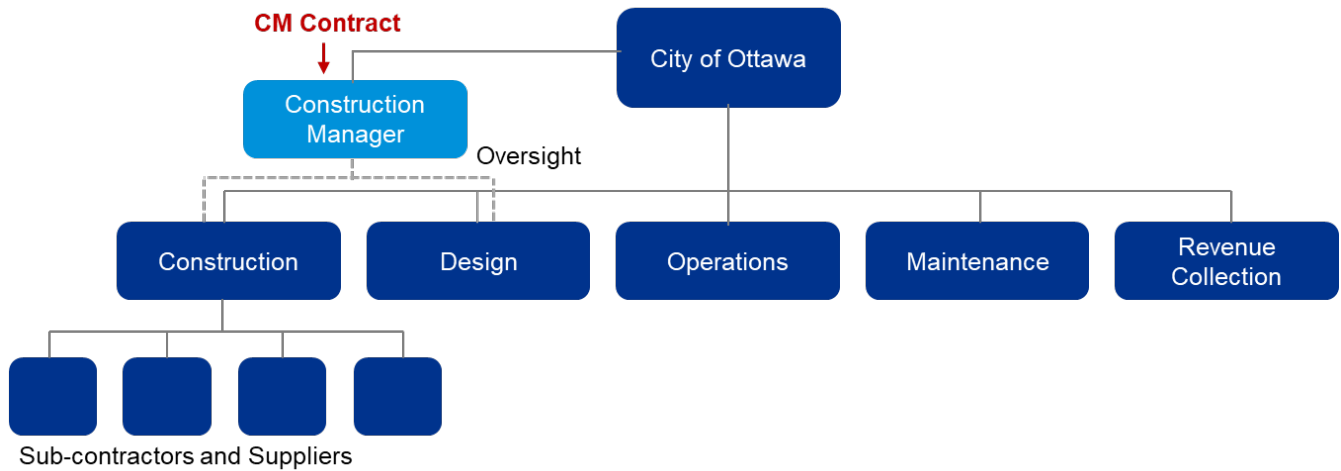 CM Contract
City of Ottawa
Construction
Manager
Oversight
Construction
Design
Operations
Maintenance
Revenue
Collection
Sub-contractors and Suppliers